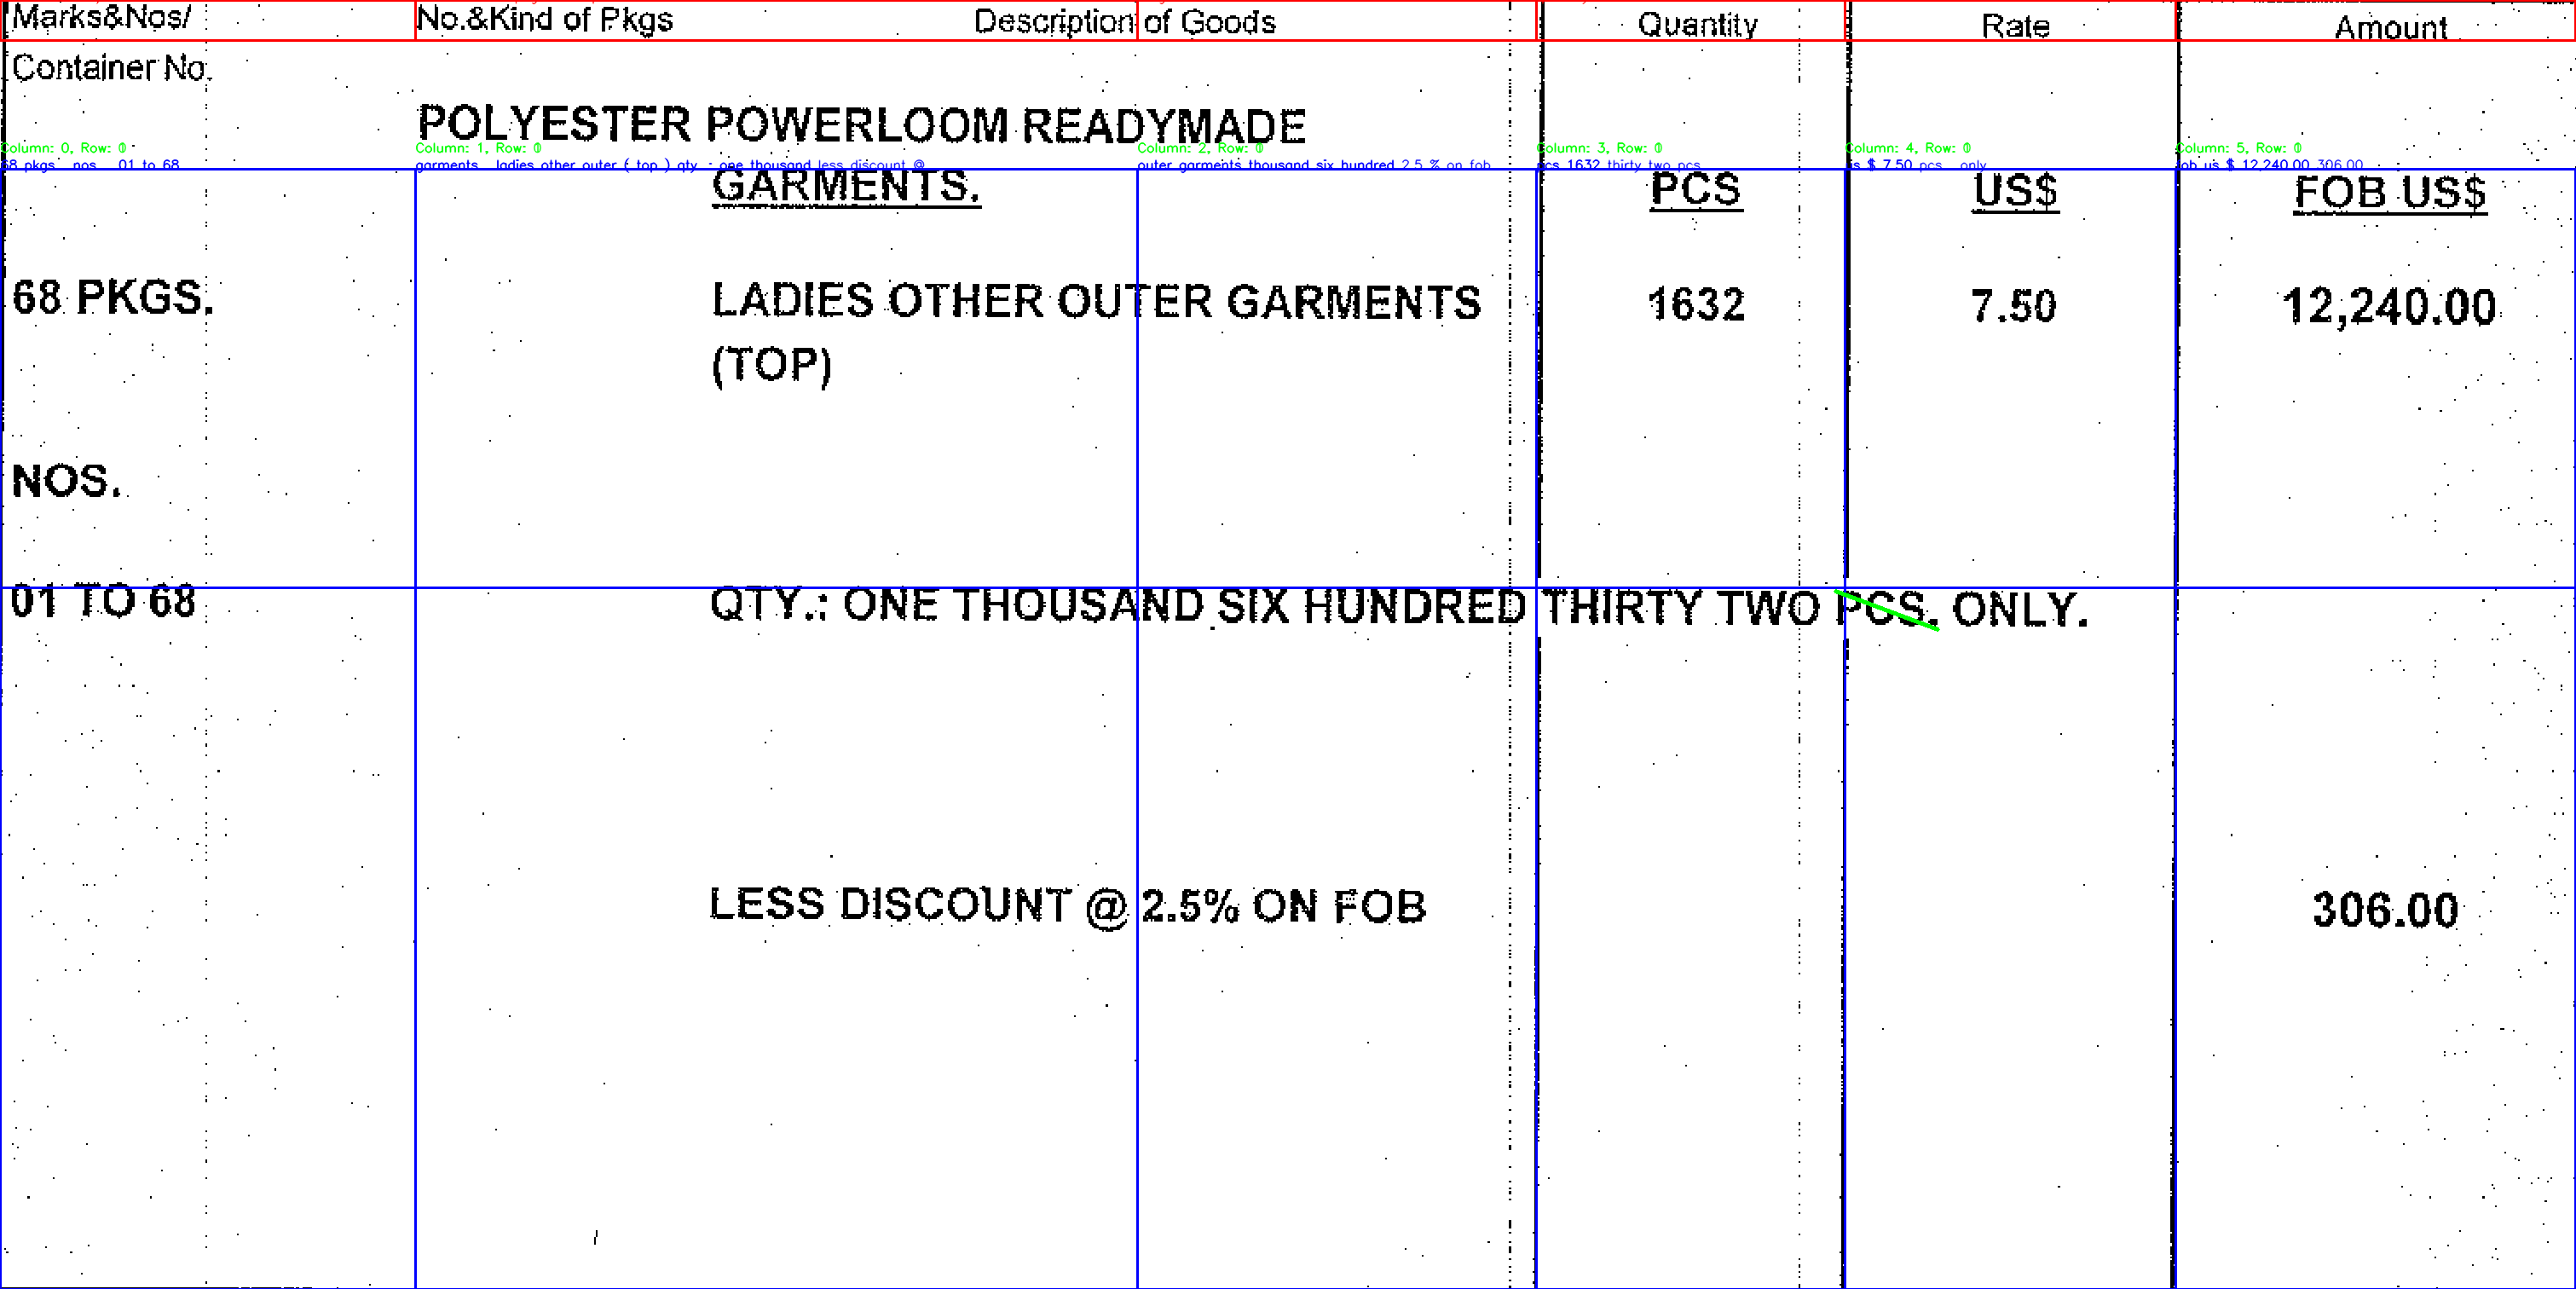 Marks&Nos/ No.&Kind of Pkgs Description of Goods Quantity Rate Amount
Container No.
POLYESTER POWERLOOM READYMADE
Column: 0, Row: 0 Column: 1, Row: 0 Column: 2, Row: 0 Column: 3, Row: 0 Column: 4, Row: 0 Column: 5, Row: 0
68 pkgs . nos . 01 to 68 garments . ladies other outer ( top ) qty . : one thousand less discount @ outer garments thousand six hundred 2.5 % on fob pcs 1632 thirty two pcs us $ 7.50 pcs . only . fob us $ 12,240.00 306.00
GARMENTS. PCS US$ FOB US$
68 PKGS. LADIES OTHER OUTER GARMENTS 1632 7.50 12,240.00
(TOP)
NOS.
01 TO 68 QTY.: ONE THOUSAND SIX HUNDRED THIRTY TWO PCS. ONLY.
LESS DISCOUNT @ 2.5% ON FOB 306.00